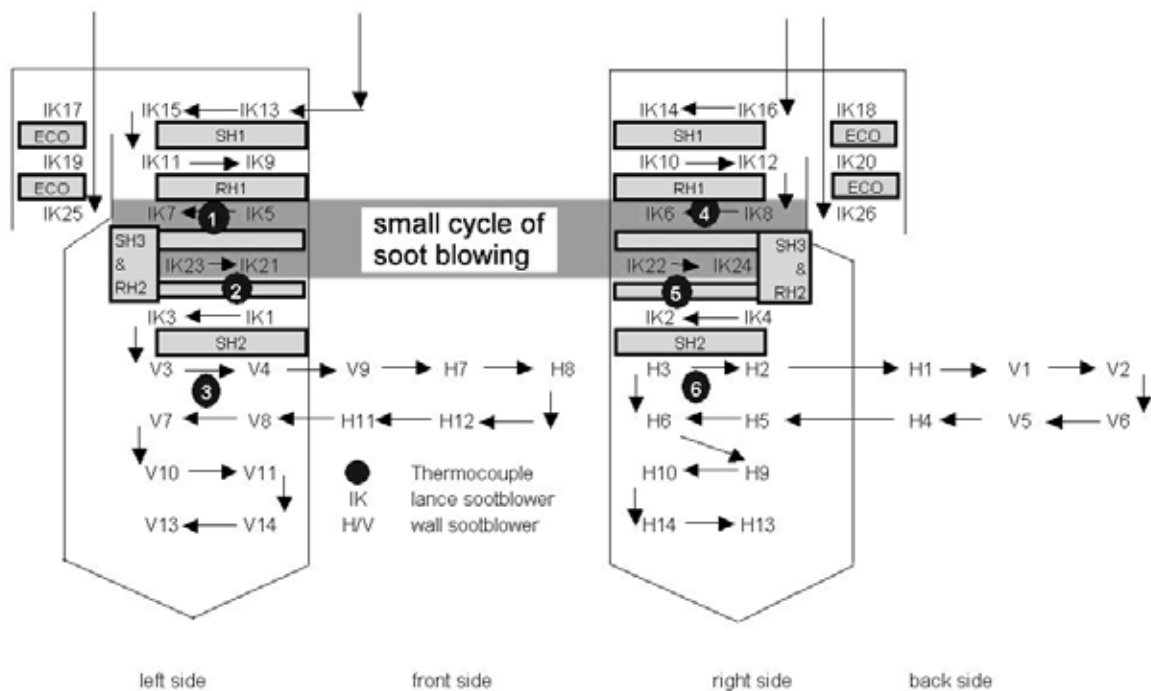 IK17 IK15 IK13 IK14 IK16 IK18
ECO SH1 SH1 ECO
IK19 IK11 IK9 IK10 IK12 IK20
ECO RH1 RH1 ECO
IK25 IK7 1 IK5 IK6 4 IK8 IK26
small cycle of
soot blowing
SH3
&
RH2
SH3
&
RH2
IK23 IK21 IK22 IK24
2 5
IK3 IK1 IK2 IK4
SH2 SH2
V3 V4 V9 H7 H8 H3 H2 H1 V1 V2
3 6
V7 V8 H11 H12 H6 H5 H4 V5 V6
V10 V11 H10 H9
Thermocouple
IK lance sootblower
H/V wall sootblower
V13 V14 H14 H13
left side front side right side back side